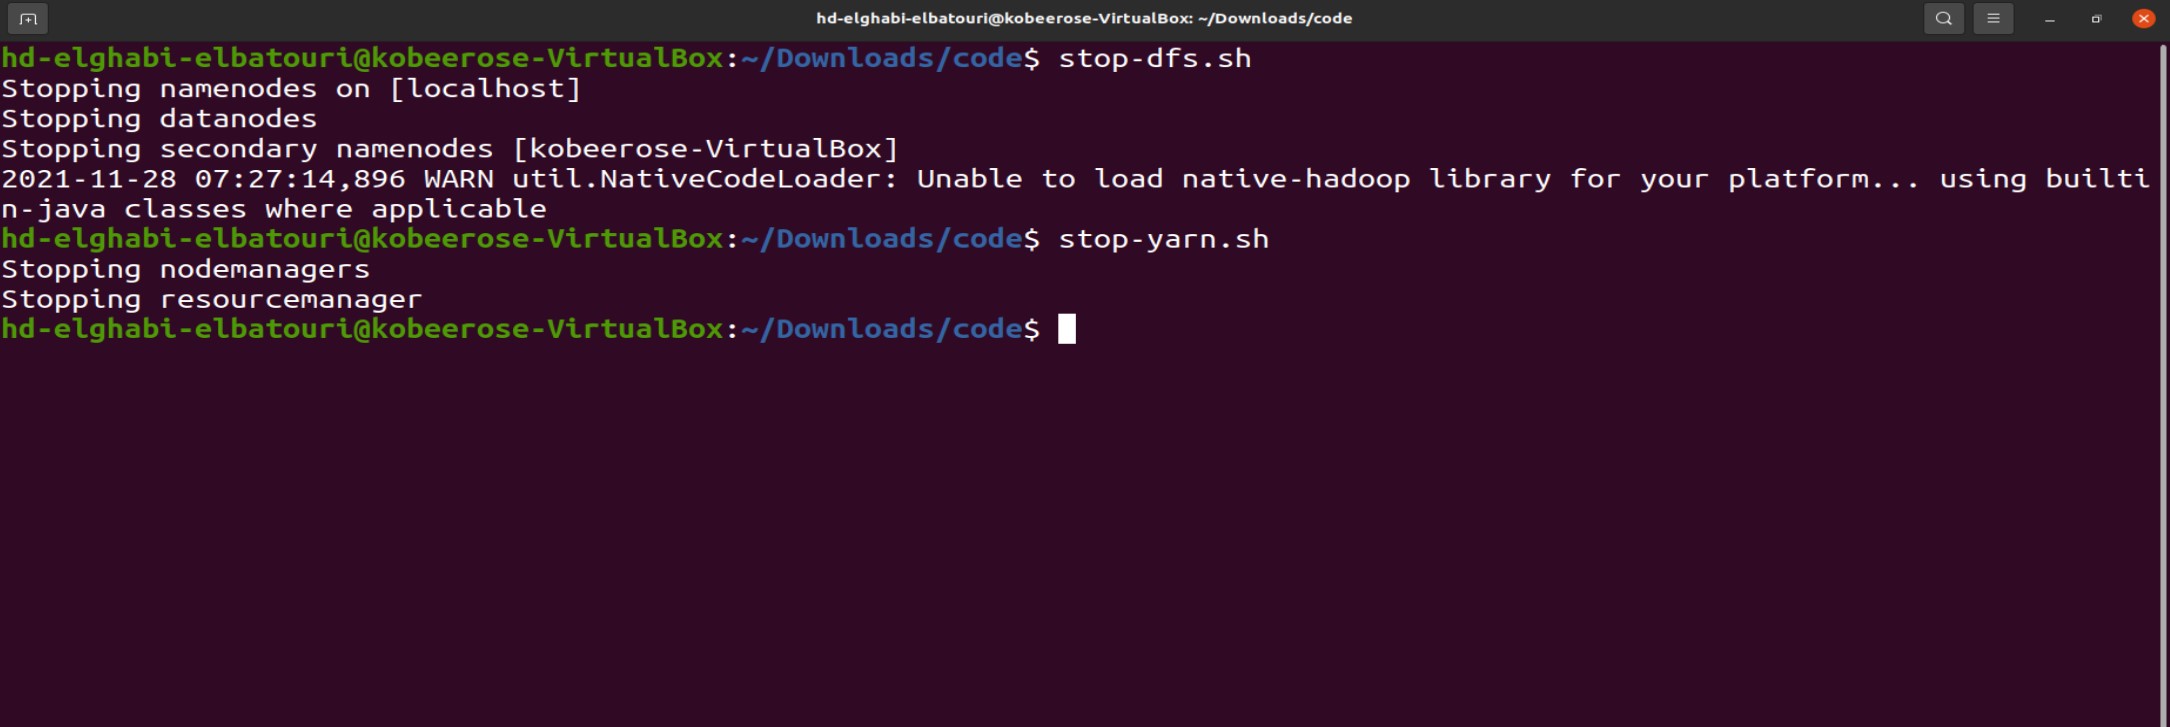 hd-elghabi-elbatouri@kobeerose-VirtualBox: ~/Downloads/code
hd-elghabi-elbatouri@kobeerose-VirtualBox:~/Downloads/code$ stop-dfs.sh
Stopping namenodes on [localhost]
Stopping datanodes
Stopping secondary namenodes [kobeerose-VirtualBox]
2021-11-28 07:27:14,896 WARN util.NativeCodeLoader: Unable to load native-hadoop library for your platform... using builti
n-java classes where applicable
hd-elghabi-elbatouri@kobeerose-VirtualBox:~/Downloads/code$ stop-yarn.sh
Stopping nodemanagers
Stopping resourcemanager
hd-elghabi-elbatouri@kobeerose-VirtualBox:~/Downloads/code$